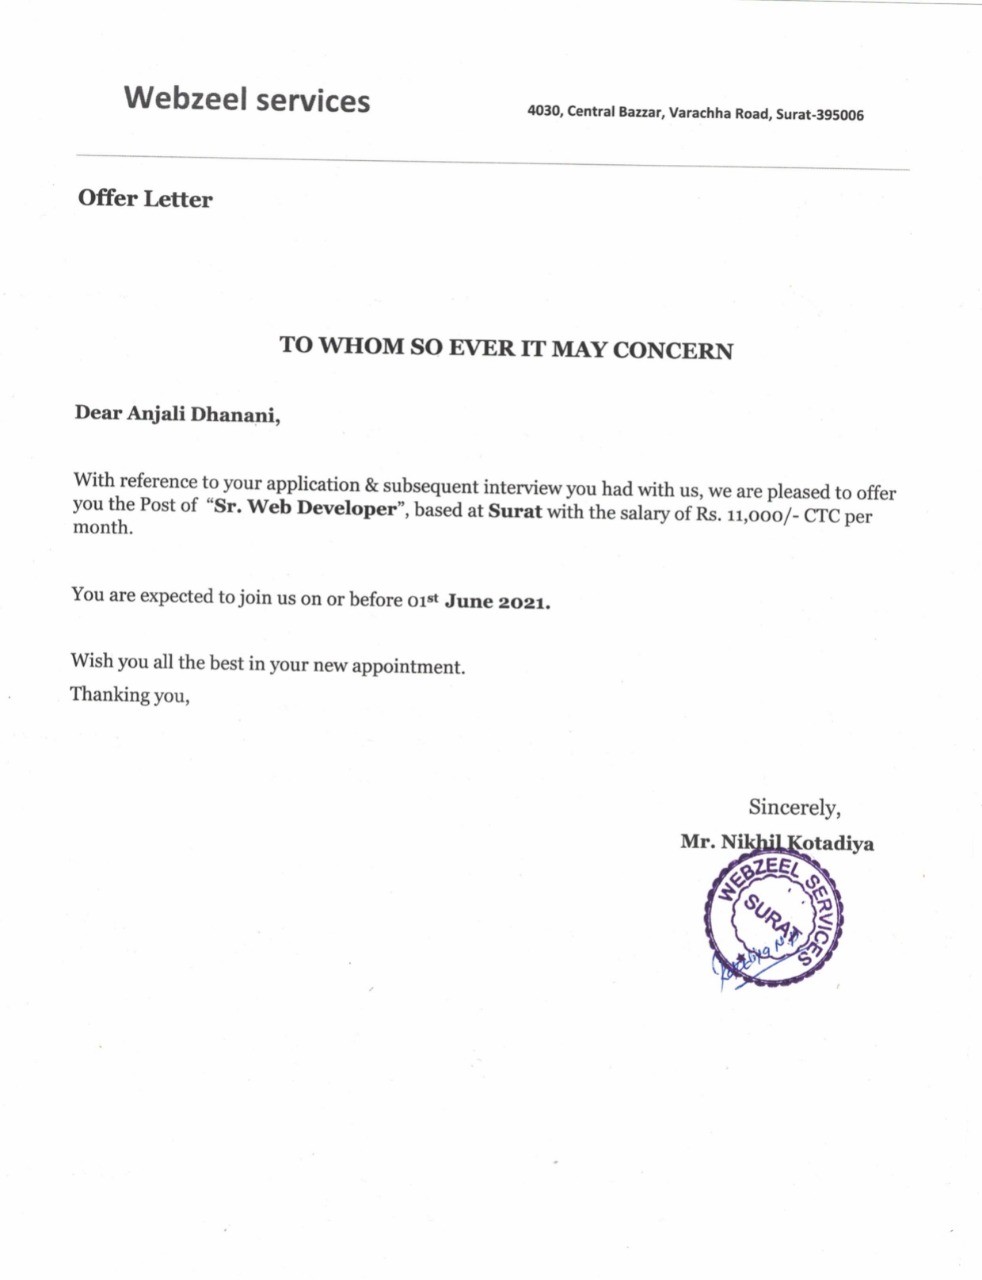 Webzeel services
4030, Central Bazzar, Varachha Road, Surat-395006
Offer Letter
TO WHOM SO EVER IT MAY CONCERN
Dear Anjali Dhanani,
With reference to your application & subsequent interview you had with us, we are pleased to offer
you the Post of “Sr. Web Developer”, based at Surat with the salary of Rs. 11,000/- CTC per
month.
You are expected to join us on or before 01st June 2021.
Wish you all the best in your new appointment.
Thanking you,
Sincerely,
Mr. Nikhil Kotadiya
WEBZEEL SERVICES
SURAT